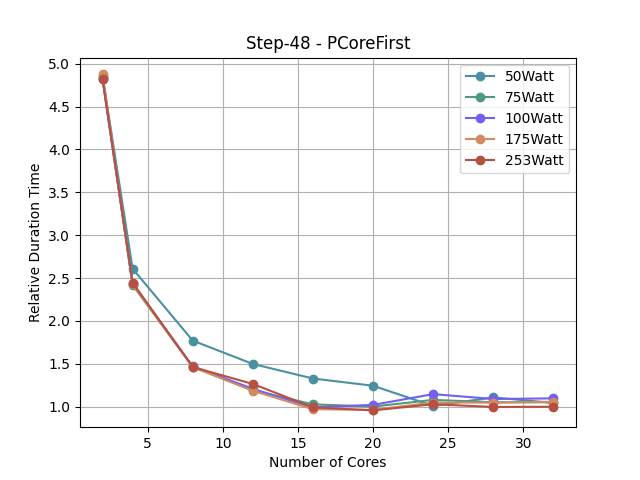 Step-48 - PCoreFirst
5.0
4.5
4.0
3.5
3.0
2.5
2.0
1.5
1.0
Relative Duration Time
50Watt
75Watt
100Watt
175Watt
253Watt
5
10
15
20
25
30
Number of Cores